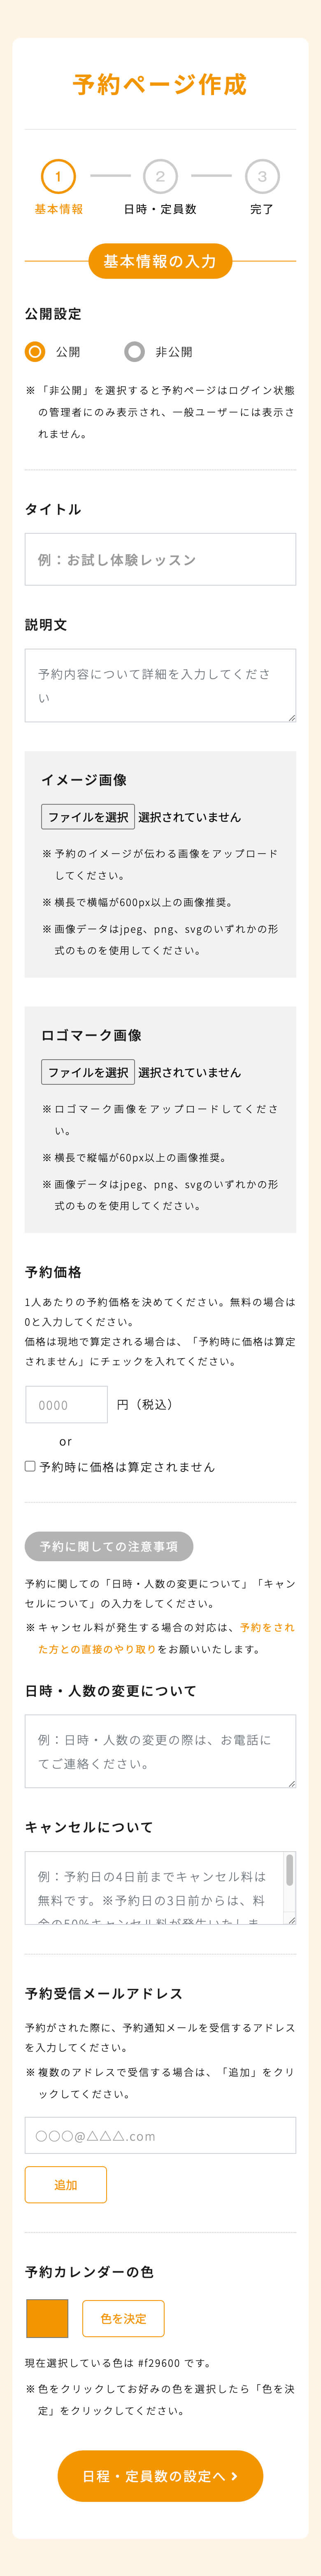 予約ページ作成
1
2
3
基本情報
日時・定員数
完了
基本情報の入力
公開設定
公開
非公開
※「非公開」を選択すると予約ページはログイン状態
の管理者にのみ表示され、一般ユーザーには表示さ
れません。
タイトル
例：お試し体験レッスン
説明文
予約内容について詳細を入力してくださ
い
イメージ画像
ファイルを選択 選択されていません
※予約のイメージが伝わる画像をアップロード
してください。
※横長で横幅が600px以上の画像推奨。
※画像データはjpeg、png、svgのいずれかの形
式のものを使用してください。
ロゴマーク画像
ファイルを選択 選択されていません
※ロゴマーク画像をアップロードしてくださ
い。
※横長で縦幅が60px以上の画像推奨。
※画像データはjpeg、png、svgのいずれかの形
式のものを使用してください。
予約価格
1人あたりの予約価格を決めてください。無料の場合は
0と入力してください。
価格は現地で算定される場合は、「予約時に価格は算定
されません」にチェックを入れてください。
0000 円（税込）
or
予約時に価格は算定されません
予約に関しての注意事項
予約に関しての「日時・人数の変更について」「キャン
セルについて」の入力をしてください。
※キャンセル料が発生する場合の対応は、予約をされ
た方との直接のやり取りをお願いいたします。
日時・人数の変更について
例：日時・人数の変更の際は、お電話に
てご連絡ください。
キャンセルについて
例：予約日の4日前までキャンセル料は
無料です。※予約日の3日前からは、料
金の50%キャンセル料が発生いたしま
予約受信メールアドレス
予約がされた際に、予約通知メールを受信するアドレス
を入力してください。
※複数のアドレスで受信する場合は、「追加」をクリ
ックしてください。
○○○@△△△.com
追加
予約カレンダーの色
色を決定
現在選択している色は #f29600 です。
※色をクリックしてお好みの色を選択したら「色を決
定」をクリックしてください。
日程・定員数の設定へ